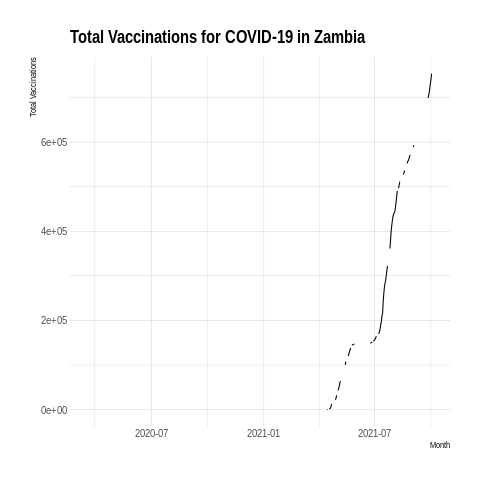 Total Vaccinations for COVID-19 in Zambia
Total Vaccinations
6e+05
4e+05
2e+05
0e+00
2020-07 2021-01 2021-07
Month